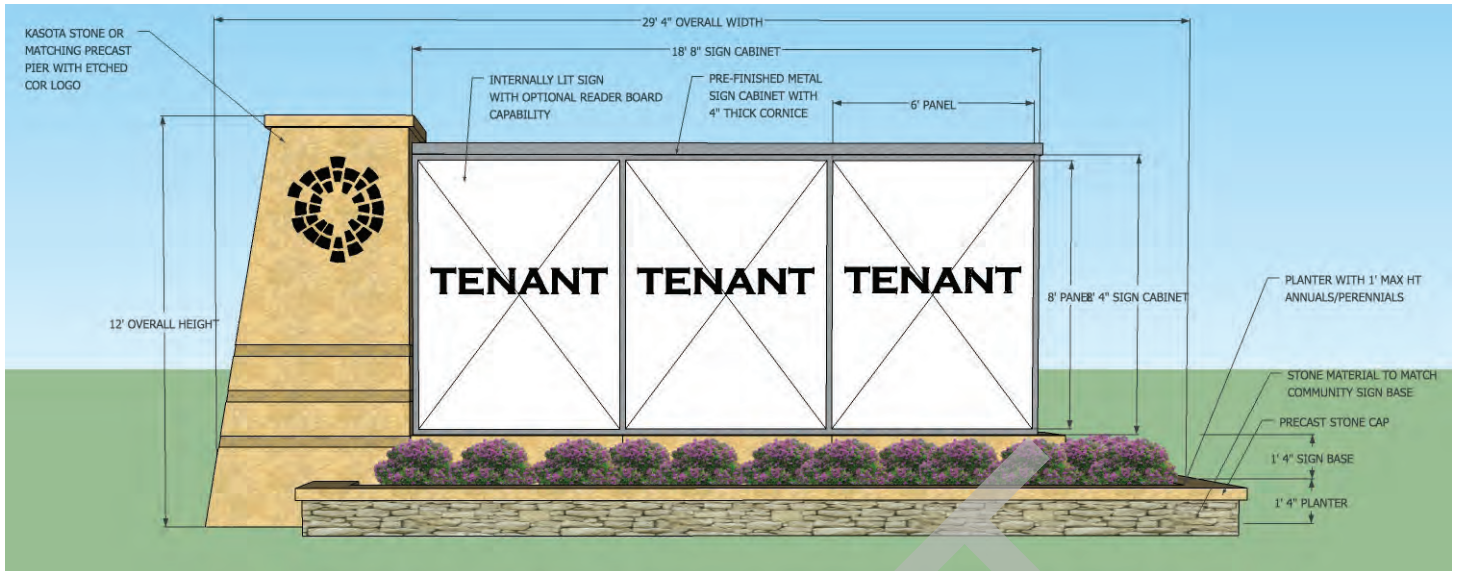 29' 4" OVERALL WIDTH
KASOTA STONE OR
MATCHING PRECAST
PIER WITH ETCHED
COR LOGO
18' 8" SIGN CABINET
INTERNALLY LIT SIGN
WITH OPTIONAL READER BOARD
CAPABILITY
PRE-FINISHED METAL
SIGN CABINET WITH
4" THICK CORNICE
6' PANEL
TENANT
TENANT
TENANT
12' OVERALL HEIGHT
8' PANEL
8' 4" SIGN CABINET
PLANTER WITH 1' MAX HT
ANNUALS/PERENNIALS
STONE MATERIAL TO MATCH
COMMUNITY SIGN BASE
PRECAST STONE CAP
1' 4" SIGN BASE
1' 4" PLANTER